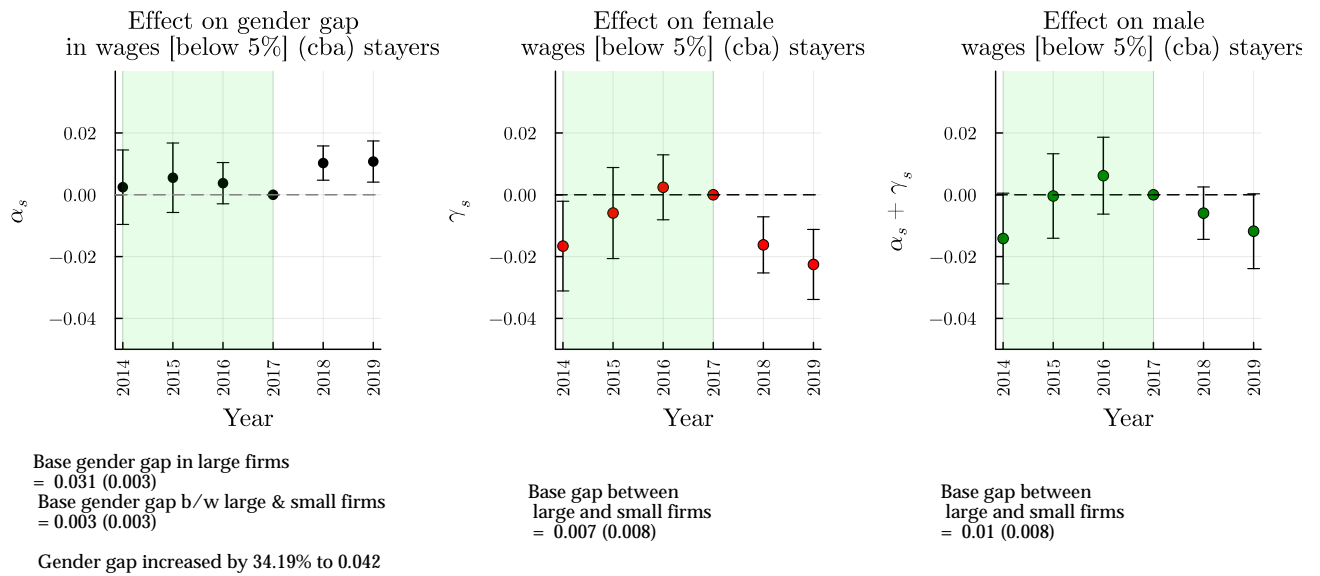 Effect on gender gap
in wages [below 5%] (cba) stayers
0.02
0.00
−0.02
−0.04
α_s
2014
2015
2016
2017
2018
2019
Year
Base gender gap in large firms
= 0.031 (0.003)
Base gender gap b/w large & small firms
= 0.003 (0.003)
Gender gap increased by 34.19% to 0.042
Effect on female
wages [below 5%] (cba) stayers
0.02
0.00
−0.02
−0.04
γ_s
2014
2015
2016
2017
2018
2019
Year
Base gap between
large and small firms
= 0.007 (0.008)
Effect on male
wages [below 5%] (cba) stayers
0.02
0.00
−0.02
−0.04
α_s + γ_s
2014
2015
2016
2017
2018
2019
Year
Base gap between
large and small firms
= 0.01 (0.008)